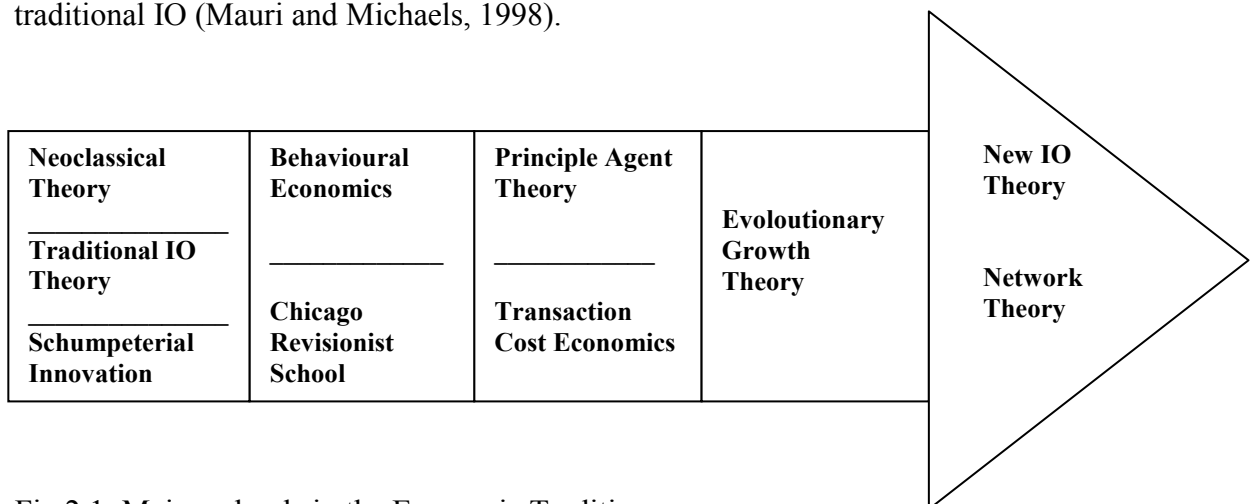 traditional IO (Mauri and Michaels, 1998).
Neoclassical
Theory
Traditional IO
Theory
Schumpeterial
Innovation
Behavioural
Economics
Chicago
Revisionist
School
Principle Agent
Theory
Transaction
Cost Economics
Evoloutionary
Growth
Theory
New IO
Theory
Network
Theory
Fig 2.1: Main schools in the Economic Tradition